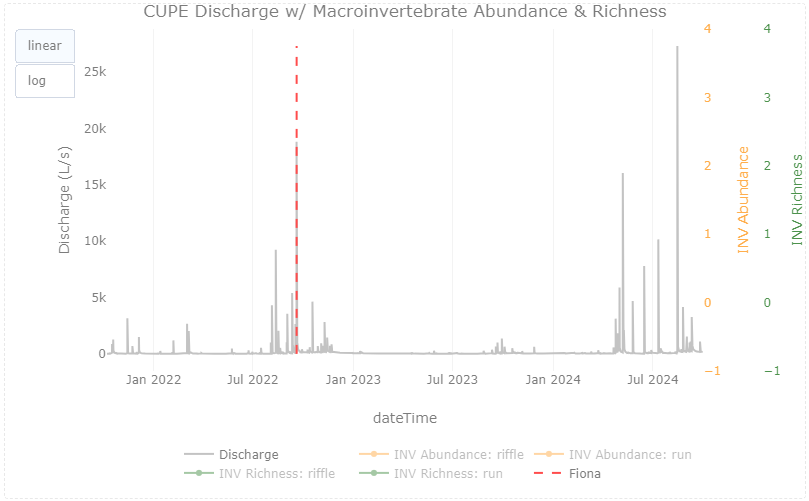 CUPE Discharge w/ Macroinvertebrate Abundance & Richness
linear
log
Discharge (L/s)
25k
20k
15k
10k
5k
0
Jan 2022
Jul 2022
Jan 2023
Jul 2023
Jan 2024
Jul 2024
dateTime
4
3
2
1
0
−1
INV Abundance
4
3
2
1
0
−1
INV Richness
Discharge
INV Abundance: riffle
INV Abundance: run
INV Richness: riffle
INV Richness: run
Fiona